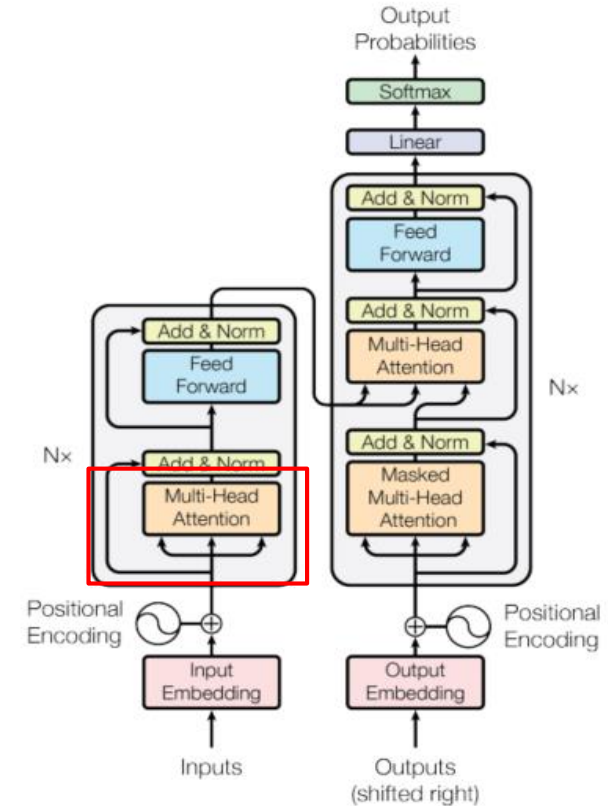 Output
Probabilities
Softmax
Linear
Add & Norm
Feed
Forward
Add & Norm
Multi-Head
Attention
Add & Norm
Masked
Multi-Head
Attention
Nx
Add & Norm
Feed
Forward
Add & Norm
Multi-Head
Attention
Nx
Positional
Encoding
Positional
Encoding
Input
Embedding
Output
Embedding
Inputs
Outputs
(shifted right)